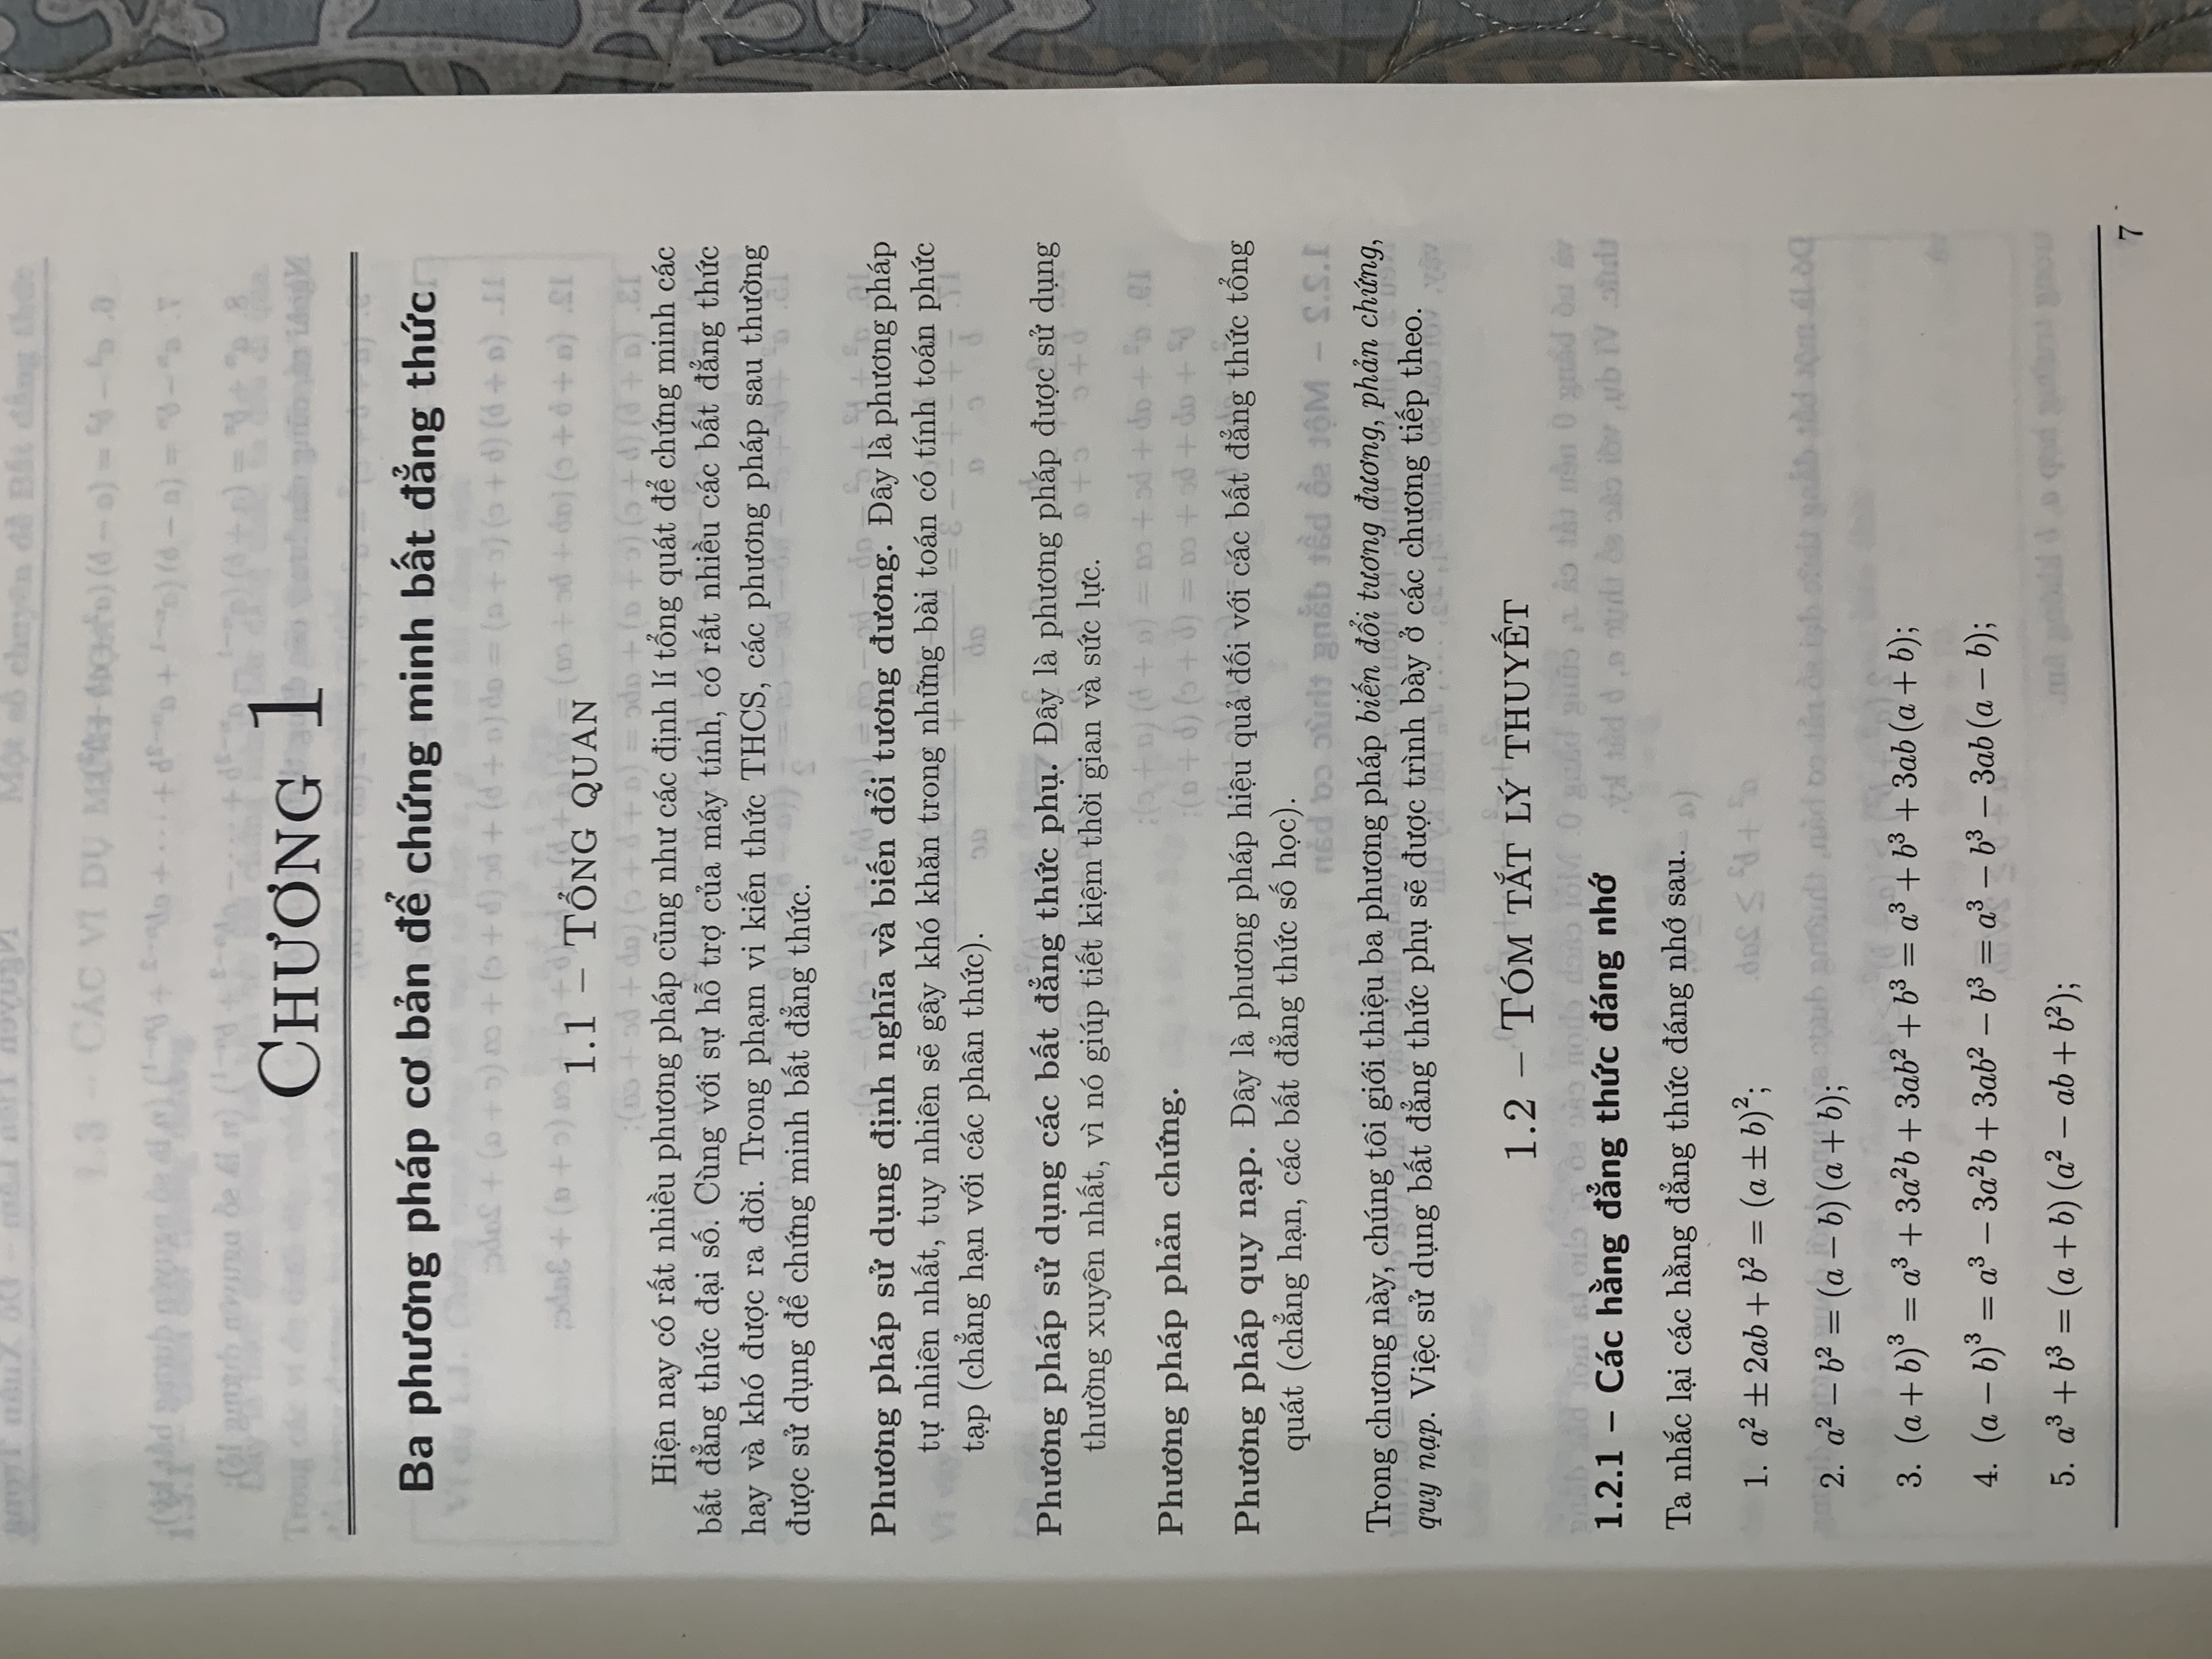 CHƯƠNG 1
Ba phương pháp cơ bản để chứng minh bất đẳng thức
1.1 – TỔNG QUAN
Hiện nay có rất nhiều phương pháp cũng như các định lí tổng quát để chứng minh các
bất đẳng thức đại số. Cùng với sự hỗ trợ của máy tính, có rất nhiều các bất đẳng thức
hay và khó được ra đời. Trong phạm vi kiến thức THCS, các phương pháp sau thường
được sử dụng để chứng minh bất đẳng thức.
Phương pháp sử dụng định nghĩa và biến đổi tương đương. Đây là phương pháp
tự nhiên nhất, tuy nhiên sẽ gây khó khăn trong những bài toán có tính toán phức
tạp (chẳng hạn với các phân thức).
Phương pháp sử dụng các bất đẳng thức phụ. Đây là phương pháp được sử dụng
thường xuyên nhất, vì nó giúp tiết kiệm thời gian và sức lực.
Phương pháp phản chứng.
Phương pháp quy nạp. Đây là phương pháp hiệu quả đối với các bất đẳng thức tổng
quát (chẳng hạn, các bất đẳng thức số học).
Trong chương này, chúng tôi giới thiệu ba phương pháp biến đổi tương đương, phản chứng,
quy nạp. Việc sử dụng bất đẳng thức phụ sẽ được trình bày ở các chương tiếp theo.
1.2 – TÓM TẮT LÝ THUYẾT
1.2.1 – Các hằng đẳng thức đáng nhớ
Ta nhắc lại các hằng đẳng thức đáng nhớ sau.
1. a² ± 2ab + b² = (a ± b)²;
2. a² − b² = (a − b)(a + b);
3. (a + b)³ = a³ + 3a²b + 3ab² + b³ = a³ + b³ + 3ab(a + b);
4. (a − b)³ = a³ − 3a²b + 3ab² − b³ = a³ − b³ − 3ab(a − b);
5. a³ + b³ = (a + b)(a² − ab + b²);
7